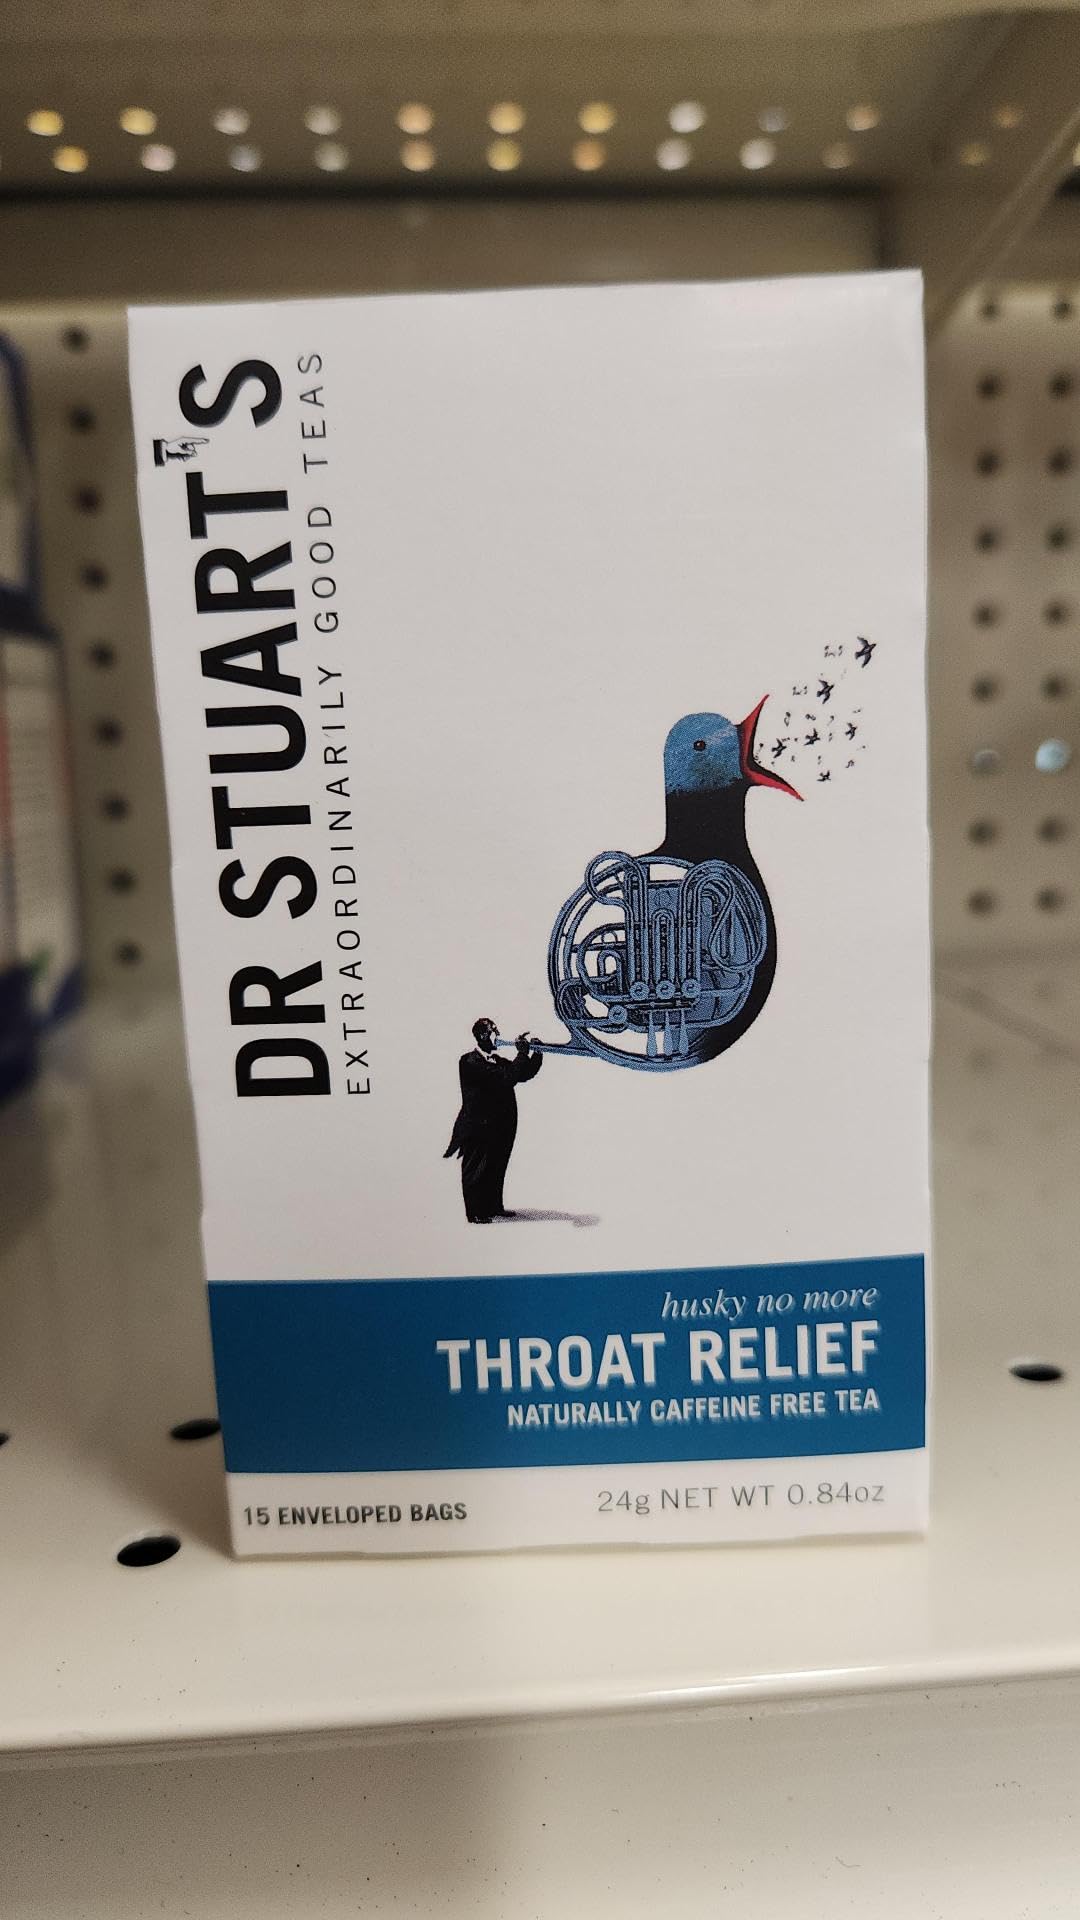 DR STUART'S
EXTRAORDINARILY GOOD TEAS
husky no more
THROAT RELIEF
NATURALLY CAFFEINE FREE TEA
15 ENVELOPED BAGS
24g NET WT 0.84oz